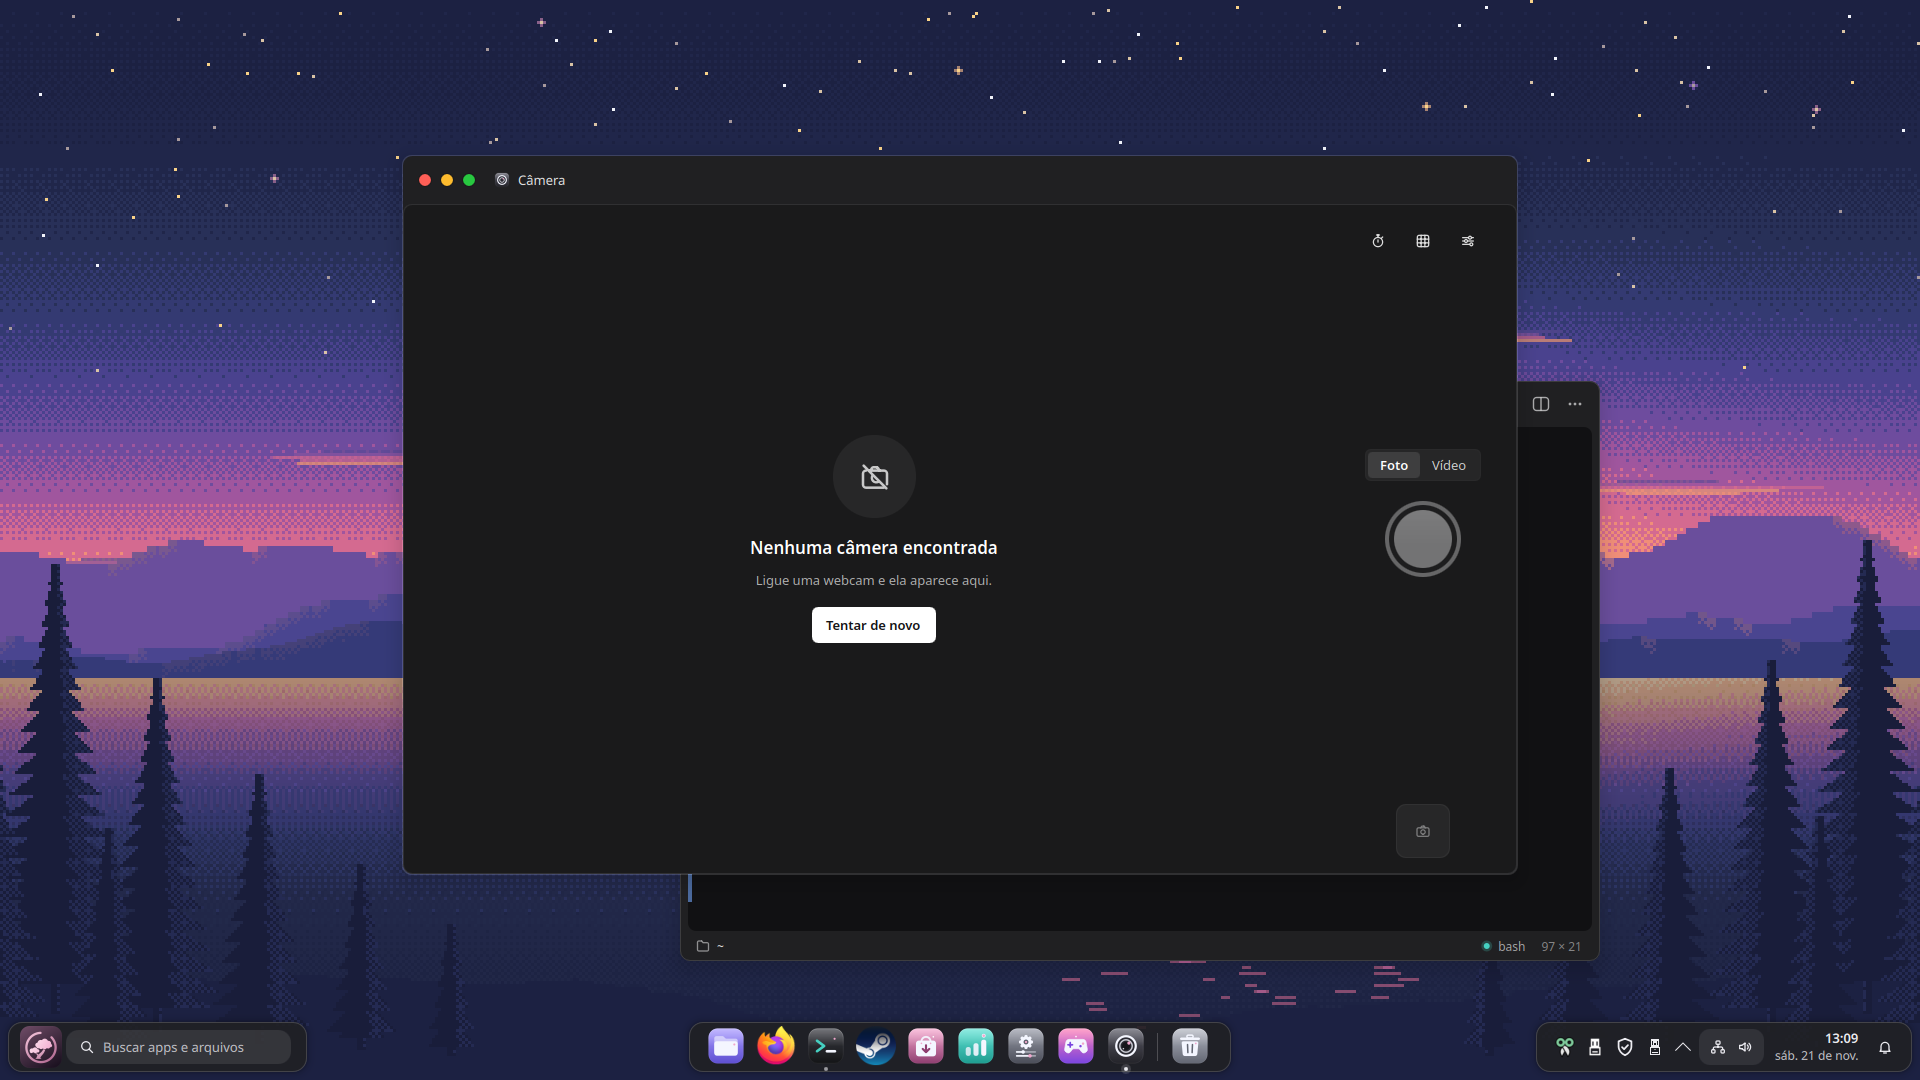 Câmera
Foto
Vídeo
Nenhuma câmera encontrada
Ligue uma webcam e ela aparece aqui.
Tentar de novo
~
bash
97 × 21
Buscar apps e arquivos
13:09
sáb. 21 de nov.